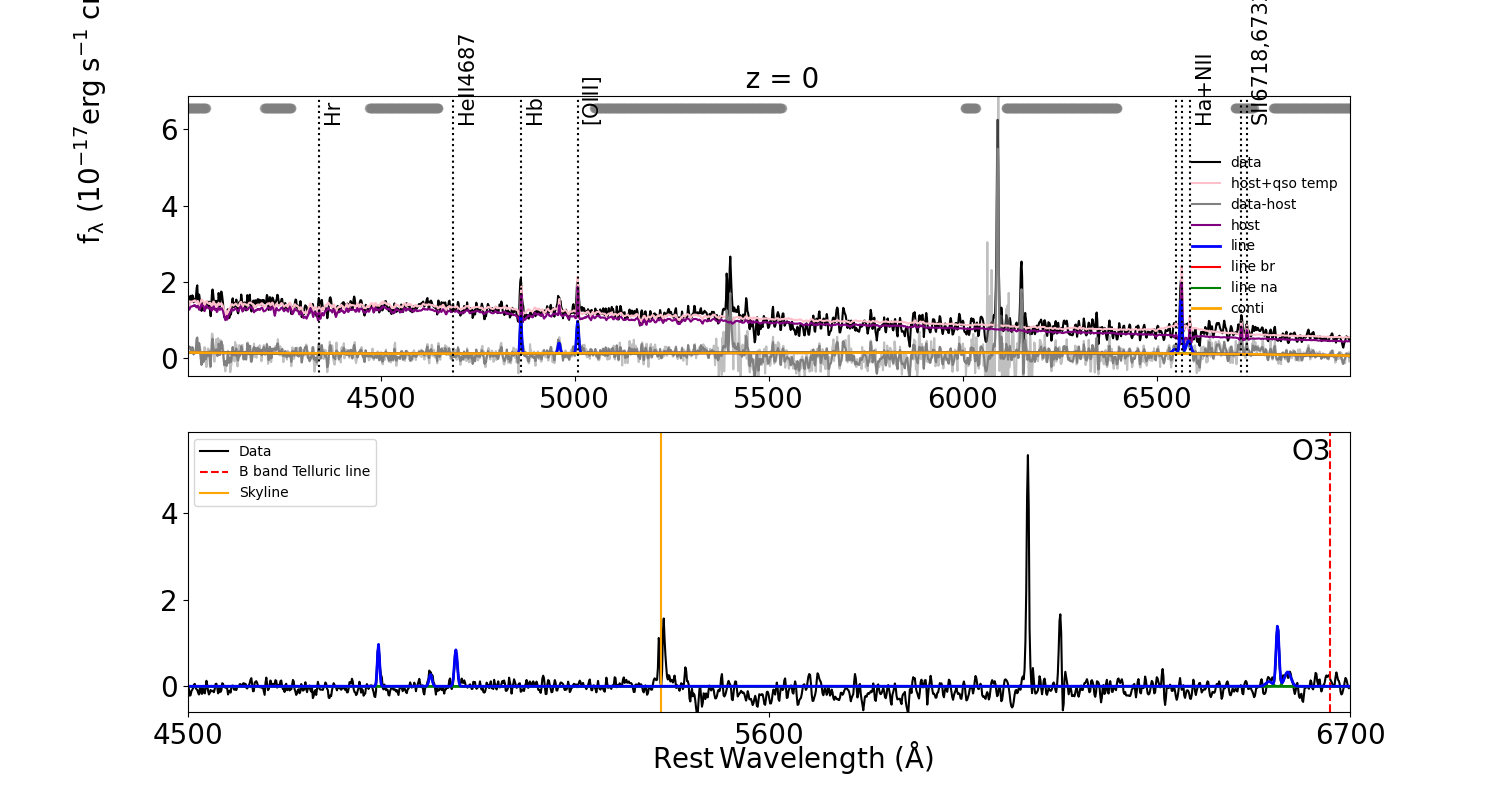 f_λ (10^−17 erg s^−1 c
z = 0
Hr
HeII4687
Hb
[OIII]
Ha+NII
SII6718,673
6
4
2
0
data
host+qso temp
data-host
host
line
line br
line na
conti
4500
5000
5500
6000
6500
Data
B band Telluric line
Skyline
O3
4
2
0
4500
5600
6700
Rest Wavelength (Å)